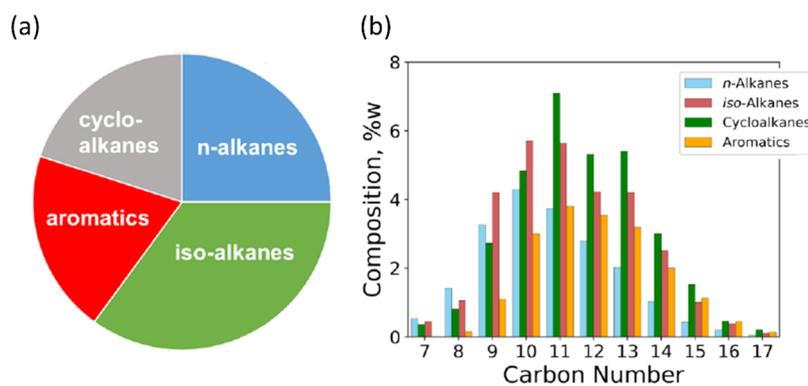 (a)
cyclo-
alkanes
n-alkanes
aromatics
iso-alkanes
(b)
Composition, %w
8
6
4
2
0
n-Alkanes
iso-Alkanes
Cycloalkanes
Aromatics
7 8 9 10 11 12 13 14 15 16 17
Carbon Number